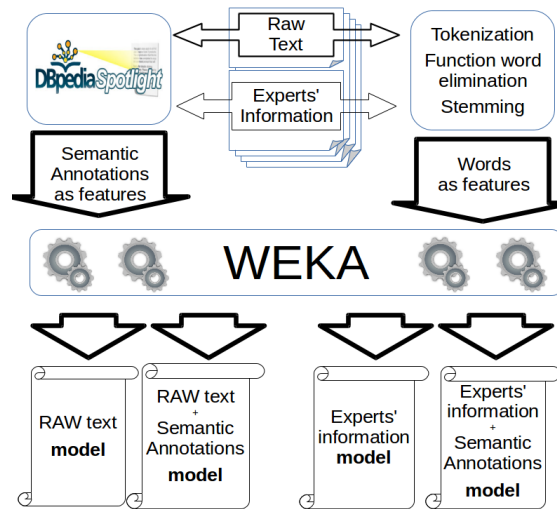 Raw
Text
DBpediaSpotlight
Experts'
Information
Tokenization
Function word
elimination
Stemming
Semantic
Annotations
as features
Words
as features
WEKA
RAW text
model
RAW text
+
Semantic
Annotations
model
Experts'
information
model
Experts'
information
+
Semantic
Annotations
model